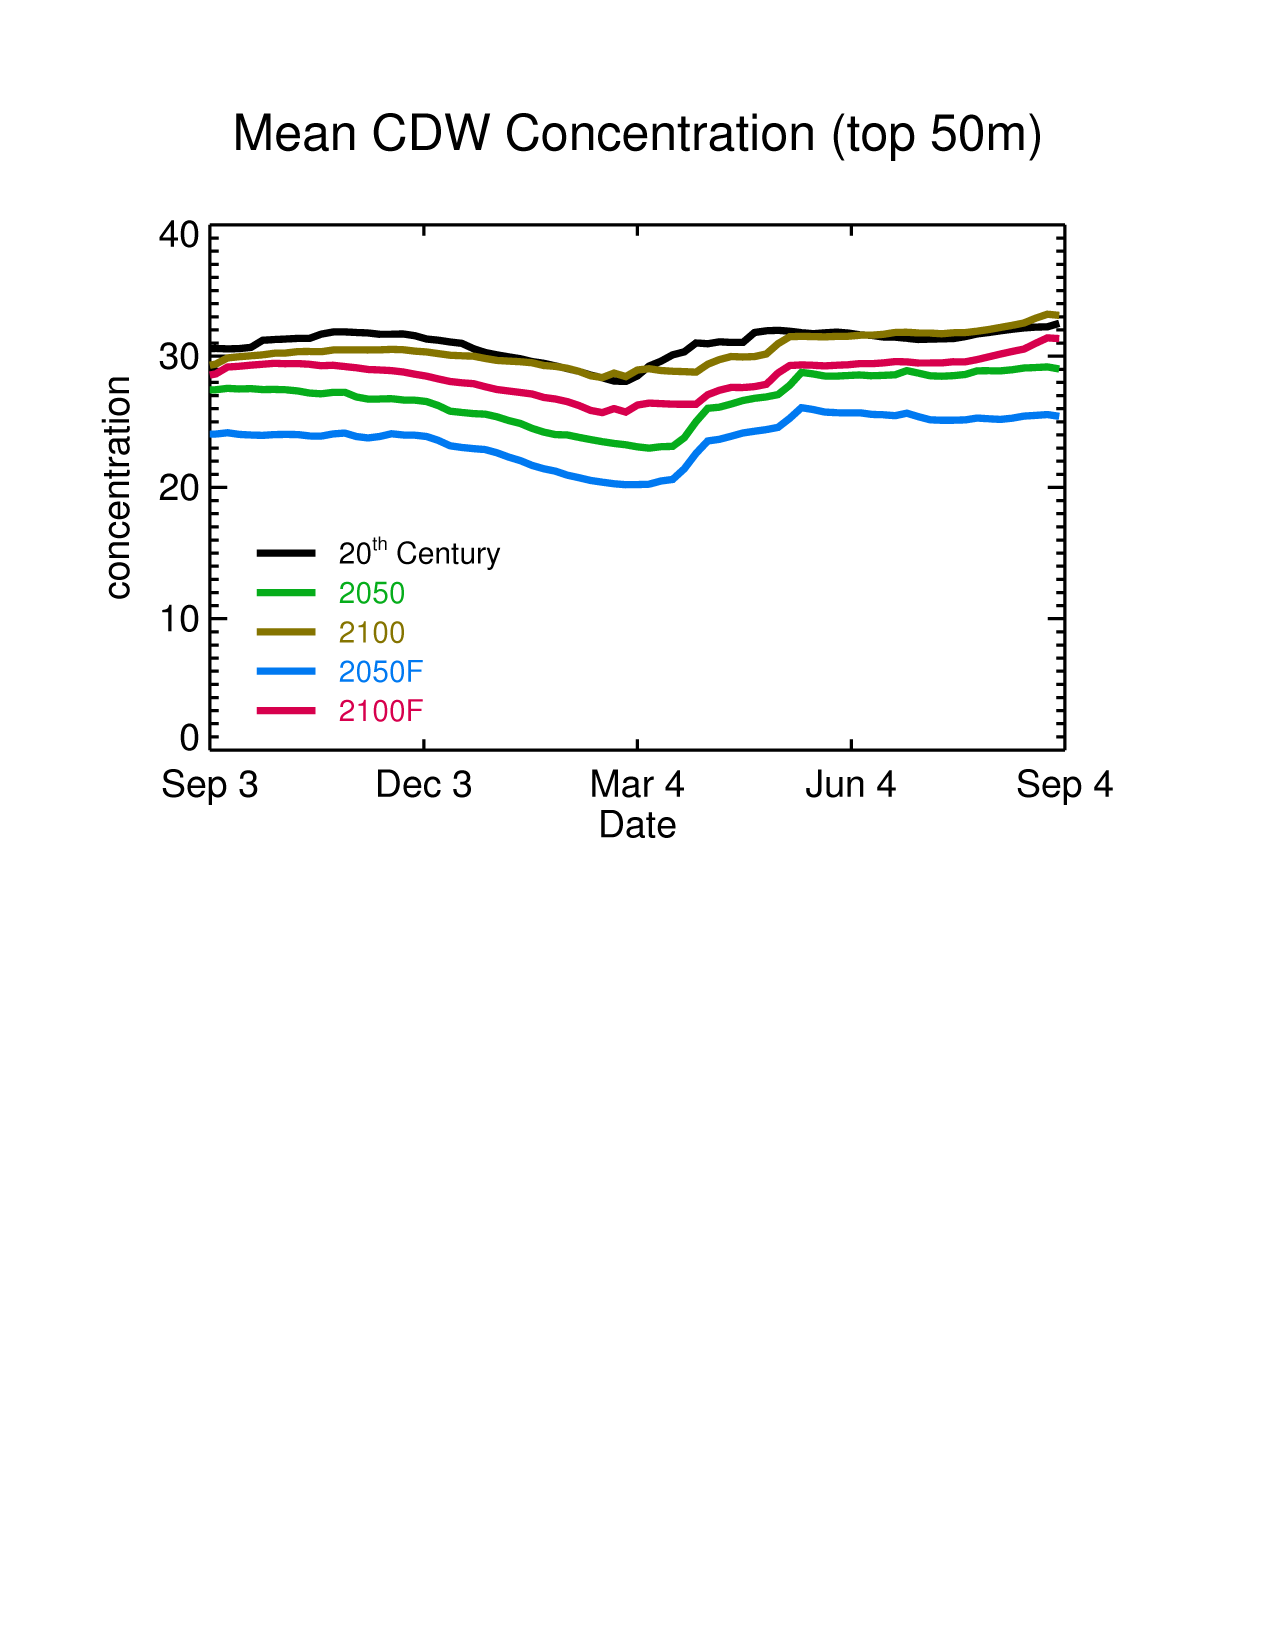 Mean CDW Concentration (top 50m)
40
30
20
10
0
concentration
20th Century
2050
2100
2050F
2100F
Sep 3 Dec 3 Mar 4 Jun 4 Sep 4
Date